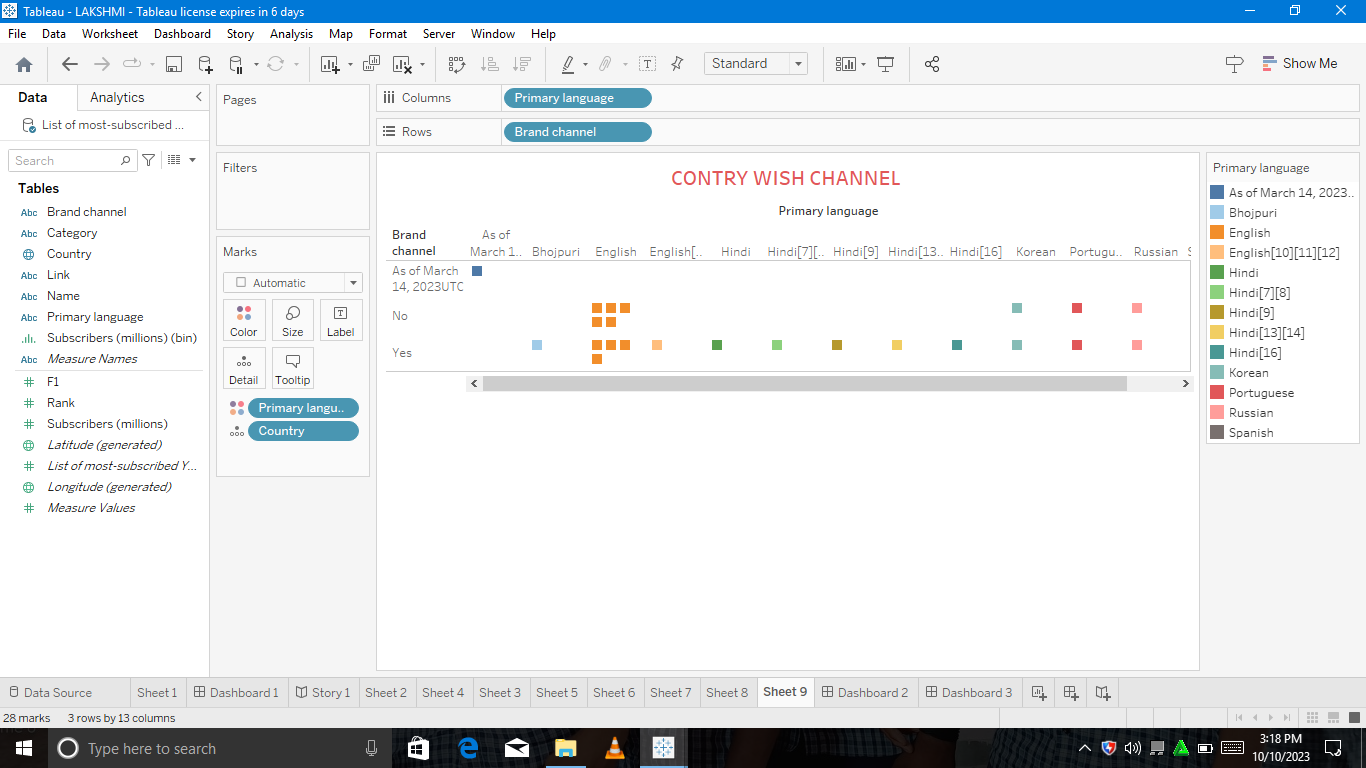 Tableau - LAKSHMI - Tableau license expires in 6 days
File Data Worksheet Dashboard Story Analysis Map Format Server Window Help
Standard Show Me
Data Analytics
List of most-subscribed ...
Search
Tables
Abc Brand channel
Abc Category
Country
Abc Link
Abc Name
Abc Primary language
Subscribers (millions) (bin)
Abc Measure Names
F1
Rank
Subscribers (millions)
Latitude (generated)
List of most-subscribed Y...
Longitude (generated)
Measure Values
Pages
Filters
Marks
Automatic
Color Size Label
Detail Tooltip
Primary langu..
Country
Columns Primary language
Rows Brand channel
CONTRY WISH CHANNEL
Primary language
Brand channel
As of March 1.. Bhojpuri English English[.. Hindi Hindi[7][.. Hindi[9] Hindi[13.. Hindi[16] Korean Portugu.. Russian S
As of March
14, 2023UTC
No
Yes
Primary language
As of March 14, 2023..
Bhojpuri
English
English[10][11][12]
Hindi
Hindi[7][8]
Hindi[9]
Hindi[13][14]
Hindi[16]
Korean
Portuguese
Russian
Spanish
Data Source Sheet 1 Dashboard 1 Story 1 Sheet 2 Sheet 4 Sheet 3 Sheet 5 Sheet 6 Sheet 7 Sheet 8 Sheet 9 Dashboard 2 Dashboard 3
28 marks 3 rows by 13 columns
Type here to search
3:18 PM
10/10/2023